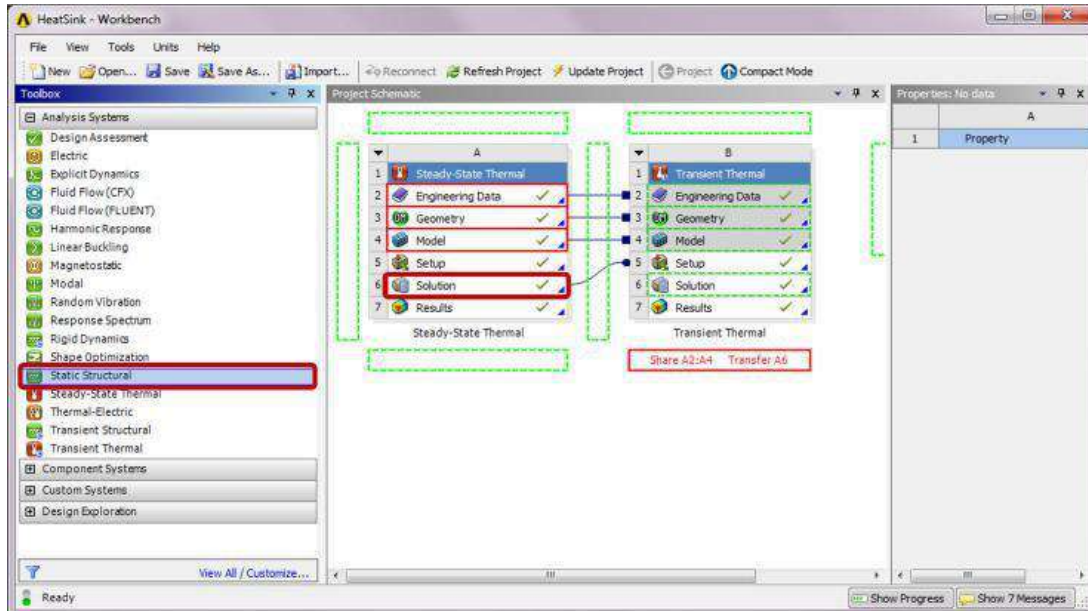 HeatSink - Workbench
File View Tools Units Help
New Open... Save Save As... Import... Reconnect Refresh Project Update Project Project Compact Mode
Toolbox
Analysis Systems
Design Assessment
Electric
Explicit Dynamics
Fluid Flow (CFX)
Fluid Flow (FLUENT)
Harmonic Response
Linear Buckling
Magnetostatic
Modal
Random Vibration
Response Spectrum
Rigid Dynamics
Shape Optimization
Static Structural
Steady-State Thermal
Thermal-Electric
Transient Structural
Transient Thermal
Component Systems
Custom Systems
Design Exploration
View All / Customize...
Project Schematic
A
1 Steady-State Thermal
2 Engineering Data
3 Geometry
4 Model
5 Setup
6 Solution
7 Results
Steady-State Thermal
B
1 Transient Thermal
2 Engineering Data
3 Geometry
4 Model
5 Setup
6 Solution
7 Results
Transient Thermal
Share A2:A4 Transfer A6
Properties: No data
A
1 Property
Ready
Show Progress
Show 7 Messages